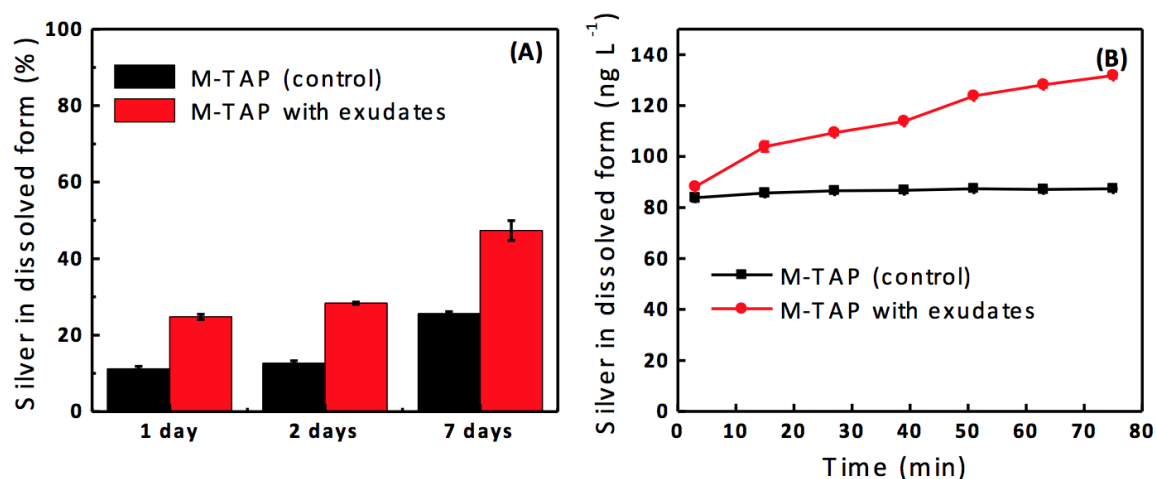 Silver in dissolved form (%)
100
80
60
40
20
0
(A)
M-TAP (control)
M-TAP with exudates
1 day
2 days
7 days
Silver in dissolved form (ng L⁻¹)
140
120
100
80
60
40
20
0
(B)
M-TAP (control)
M-TAP with exudates
0 10 20 30 40 50 60 70 80
Time (min)